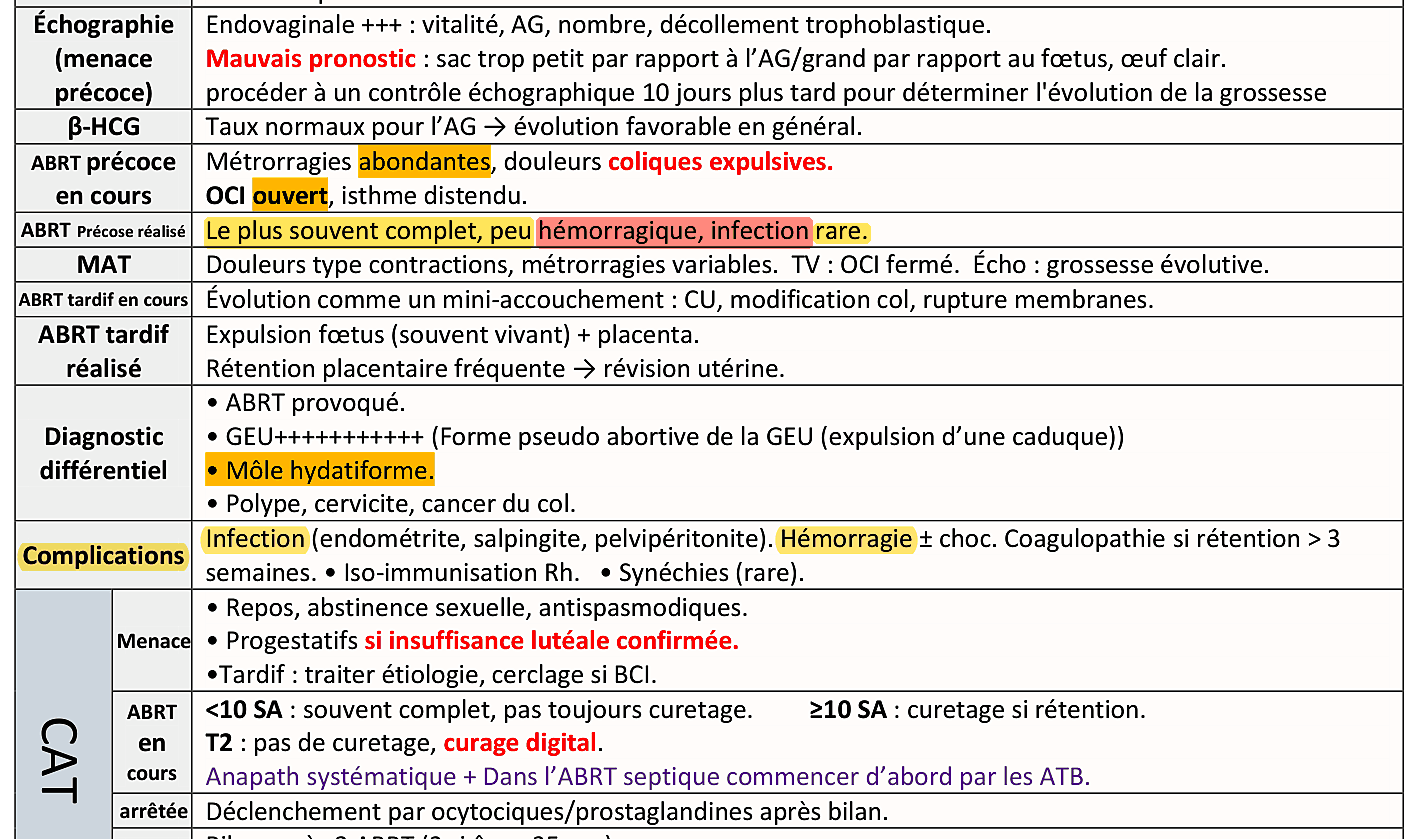 Échographie
(menace
précoce)
Endovaginale +++ : vitalité, AG, nombre, décollement trophoblastique.
Mauvais pronostic : sac trop petit par rapport à l’AG/grand par rapport au fœtus, œuf clair.
procéder à un contrôle échographique 10 jours plus tard pour déterminer l'évolution de la grossesse
β-HCG
Taux normaux pour l’AG → évolution favorable en général.
ABRT précoce
en cours
Métrorragies abondantes, douleurs coliques expulsives.
OCI ouvert, isthme distendu.
ABRT Précose réalisé
Le plus souvent complet, peu hémorragique, infection rare.
MAT
Douleurs type contractions, métrorragies variables. TV : OCI fermé. Écho : grossesse évolutive.
ABRT tardif en cours
Évolution comme un mini-accouchement : CU, modification col, rupture membranes.
ABRT tardif
réalisé
Expulsion fœtus (souvent vivant) + placenta.
Rétention placentaire fréquente → révision utérine.
Diagnostic
différentiel
• ABRT provoqué.
• GEU+++++++++++ (Forme pseudo abortive de la GEU (expulsion d’une caduque))
• Môle hydatiforme.
• Polype, cervicite, cancer du col.
Complications
Infection (endométrite, salpingite, pelvipéritonite). Hémorragie ± choc. Coagulopathie si rétention > 3
semaines. • Iso-immunisation Rh. • Synéchies (rare).
CAT
Menace
• Repos, abstinence sexuelle, antispasmodiques.
• Progestatifs si insuffisance lutéale confirmée.
•Tardif : traiter étiologie, cerclage si BCI.
ABRT
en
cours
<10 SA : souvent complet, pas toujours curetage. ≥10 SA : curetage si rétention.
T2 : pas de curetage, curage digital.
Anapath systématique + Dans l’ABRT septique commencer d’abord par les ATB.
arrêtée
Déclenchement par ocytociques/prostaglandines après bilan.